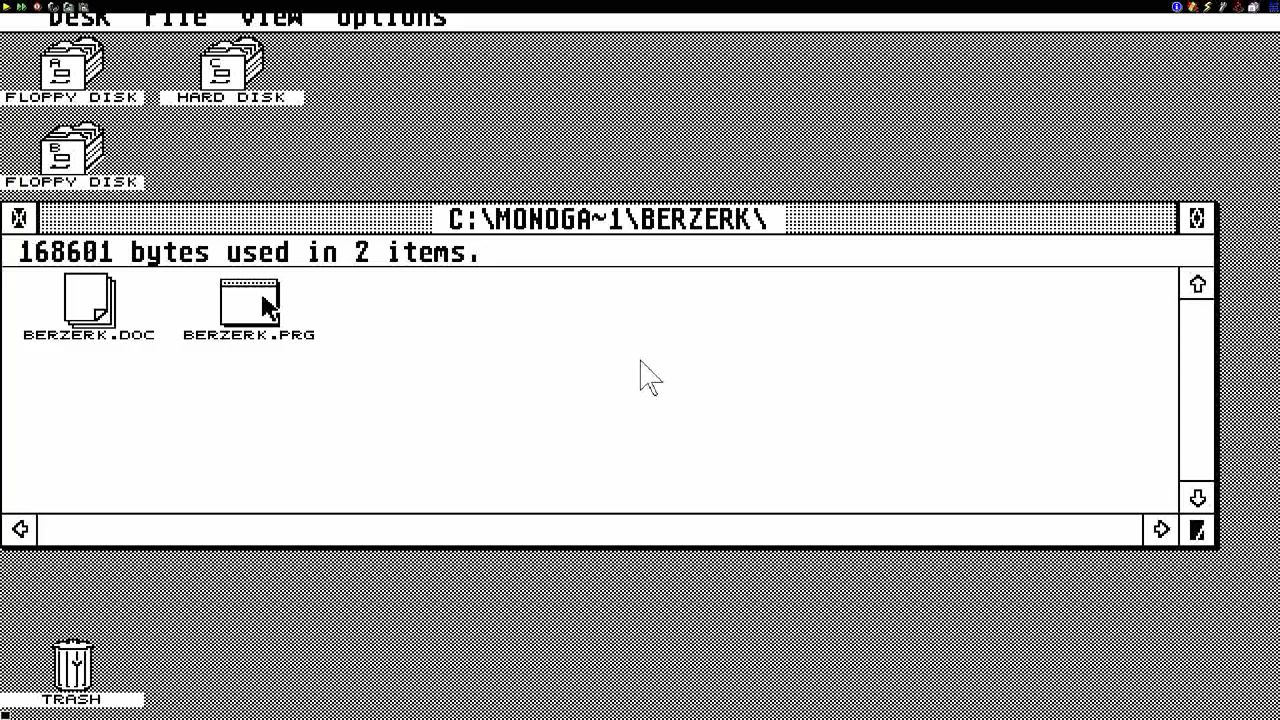 Desk File View Options
A
C
FLOPPY DISK
HARD DISK
B
FLOPPY DISK
C:\MONOGA~1\BERZERK\
168601 bytes used in 2 items.
BERZERK.DOC
BERZERK.PRG
TRASH